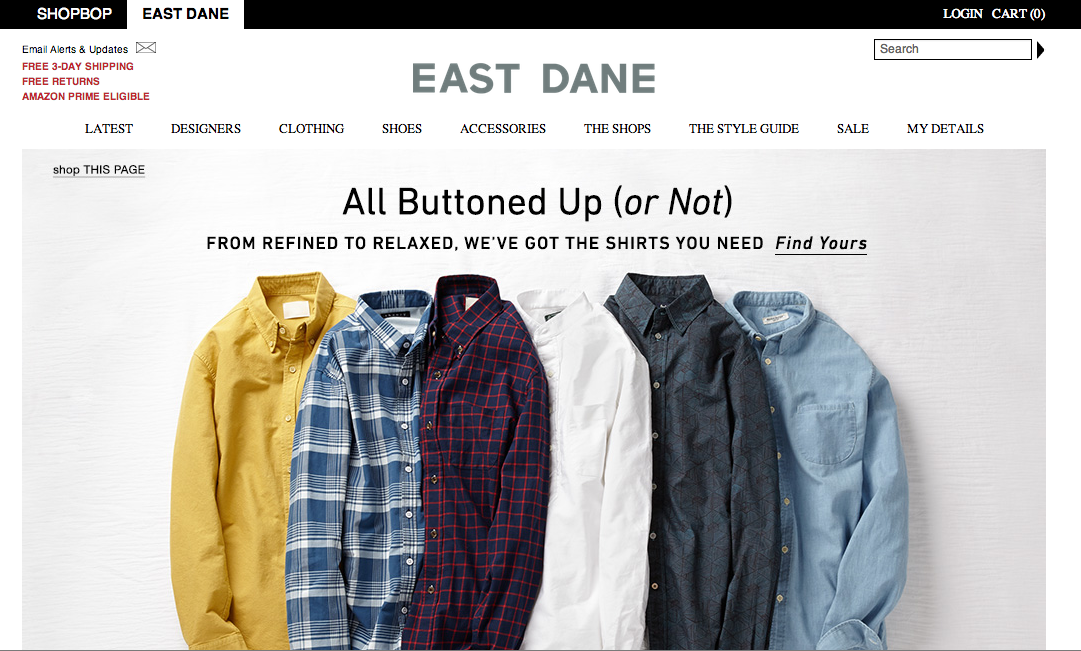 SHOPBOP EAST DANE LOGIN CART (0)
Email Alerts & Updates
FREE 3-DAY SHIPPING
FREE RETURNS
AMAZON PRIME ELIGIBLE
Search
EAST DANE
LATEST DESIGNERS CLOTHING SHOES ACCESSORIES THE SHOPS THE STYLE GUIDE SALE MY DETAILS
shop THIS PAGE
All Buttoned Up (or Not)
FROM REFINED TO RELAXED, WE'VE GOT THE SHIRTS YOU NEED Find Yours